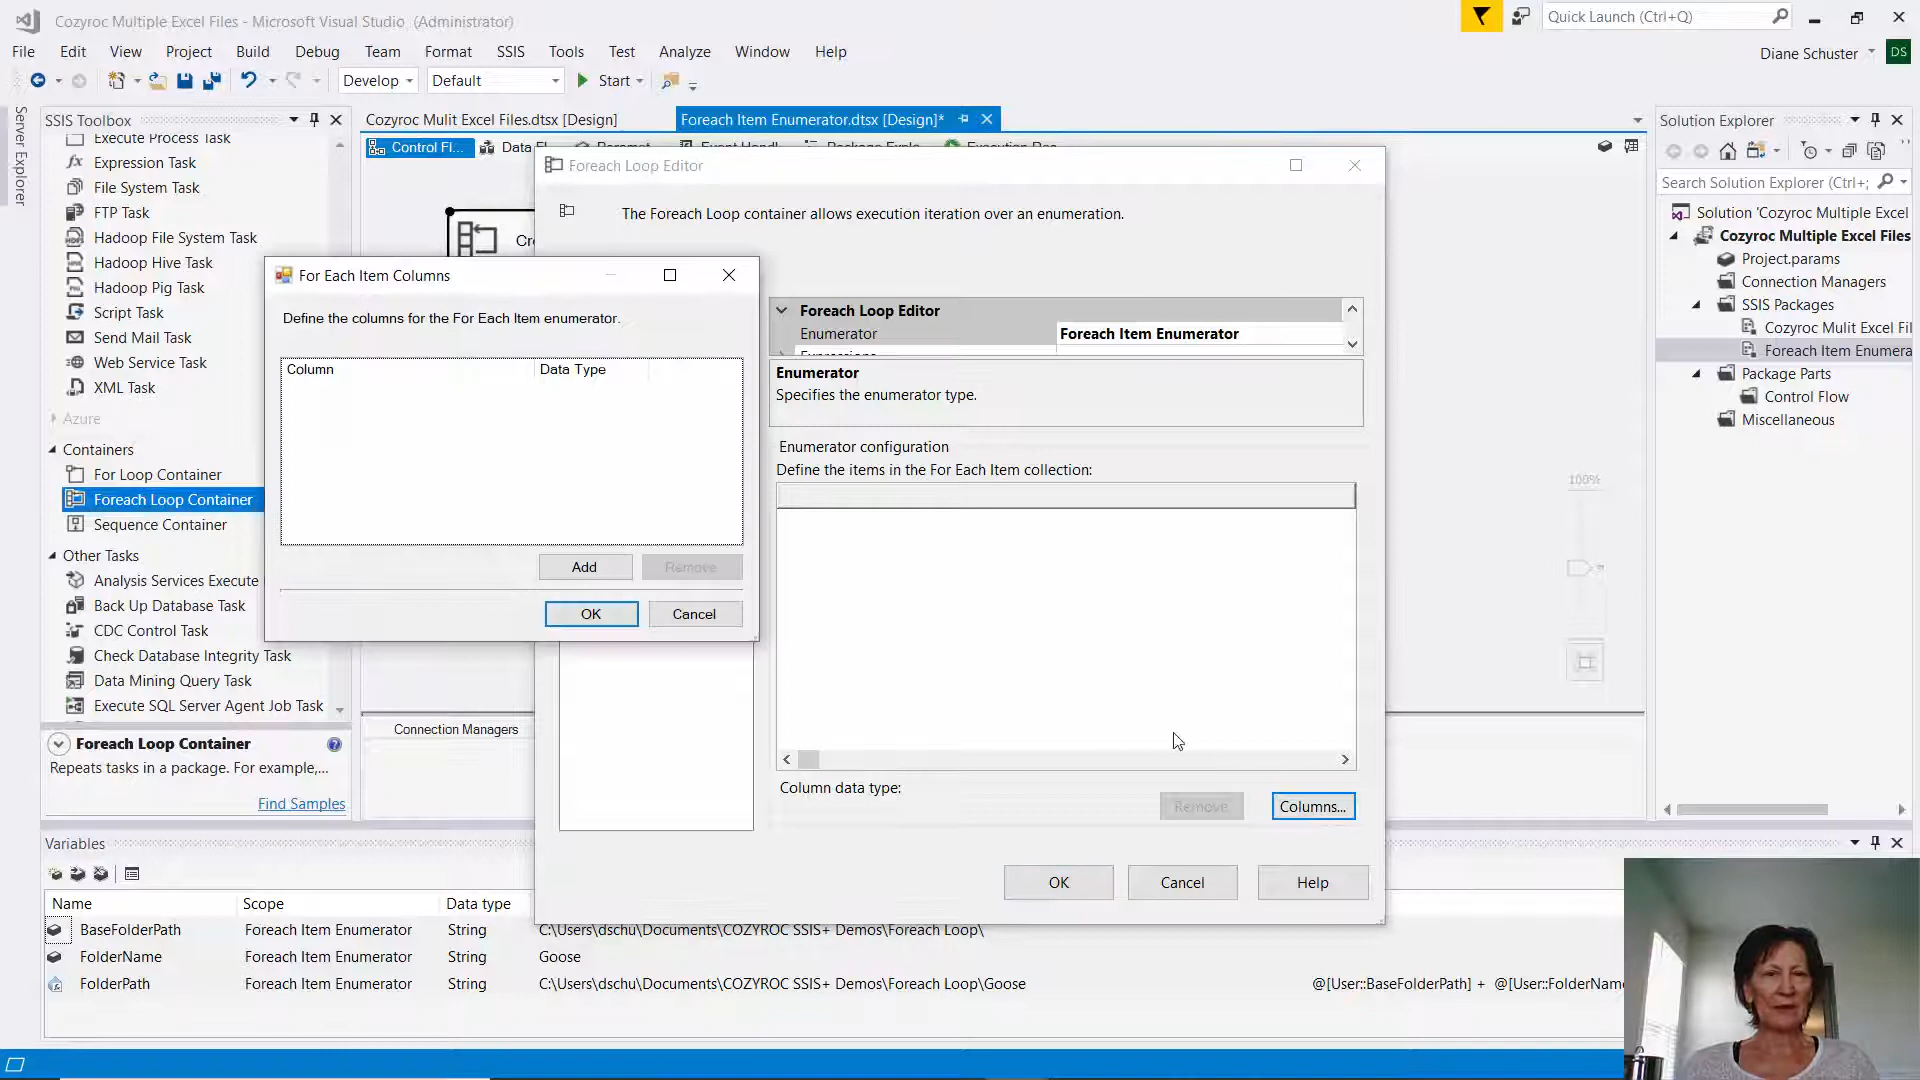 Cozyroc Multiple Excel Files - Microsoft Visual Studio (Administrator)
Quick Launch (Ctrl+Q)
File Edit View Project Build Debug Team Format SSIS Tools Test Analyze Window Help
Diane Schuster DS
Develop Default Start
Server Explorer
SSIS Toolbox
Execute Process Task
Expression Task
File System Task
FTP Task
Hadoop File System Task
Hadoop Hive Task
Hadoop Pig Task
Script Task
Send Mail Task
Web Service Task
XML Task
Azure
Containers
For Loop Container
Foreach Loop Container
Sequence Container
Other Tasks
Analysis Services Execute
Back Up Database Task
CDC Control Task
Check Database Integrity Task
Data Mining Query Task
Execute SQL Server Agent Job Task
Foreach Loop Container
Repeats tasks in a package. For example,...
Find Samples
Cozyroc Mulit Excel Files.dtsx [Design]
Foreach Item Enumerator.dtsx [Design]*
Control Fl...
Data Fl
Foreach Loop Editor
The Foreach Loop container allows execution iteration over an enumeration.
For Each Item Columns
Define the columns for the For Each Item enumerator.
Column Data Type
Add Remove
OK Cancel
Foreach Loop Editor
Enumerator Foreach Item Enumerator
Expressions
Enumerator
Specifies the enumerator type.
Enumerator configuration
Define the items in the For Each Item collection:
Column data type:
Remove Columns...
OK Cancel Help
Connection Managers
100%
Solution Explorer
Search Solution Explorer (Ctrl+;
Solution 'Cozyroc Multiple Excel
Cozyroc Multiple Excel Files
Project.params
Connection Managers
SSIS Packages
Cozyroc Mulit Excel Fi
Foreach Item Enumera
Package Parts
Control Flow
Miscellaneous
Variables
Name Scope Data type
BaseFolderPath Foreach Item Enumerator String C:\Users\dschu\Documents\COZYROC SSIS+ Demos\Foreach Loop\
FolderName Foreach Item Enumerator String Goose
FolderPath Foreach Item Enumerator String C:\Users\dschu\Documents\COZYROC SSIS+ Demos\Foreach Loop\Goose @[User::BaseFolderPath] + @[User::FolderName